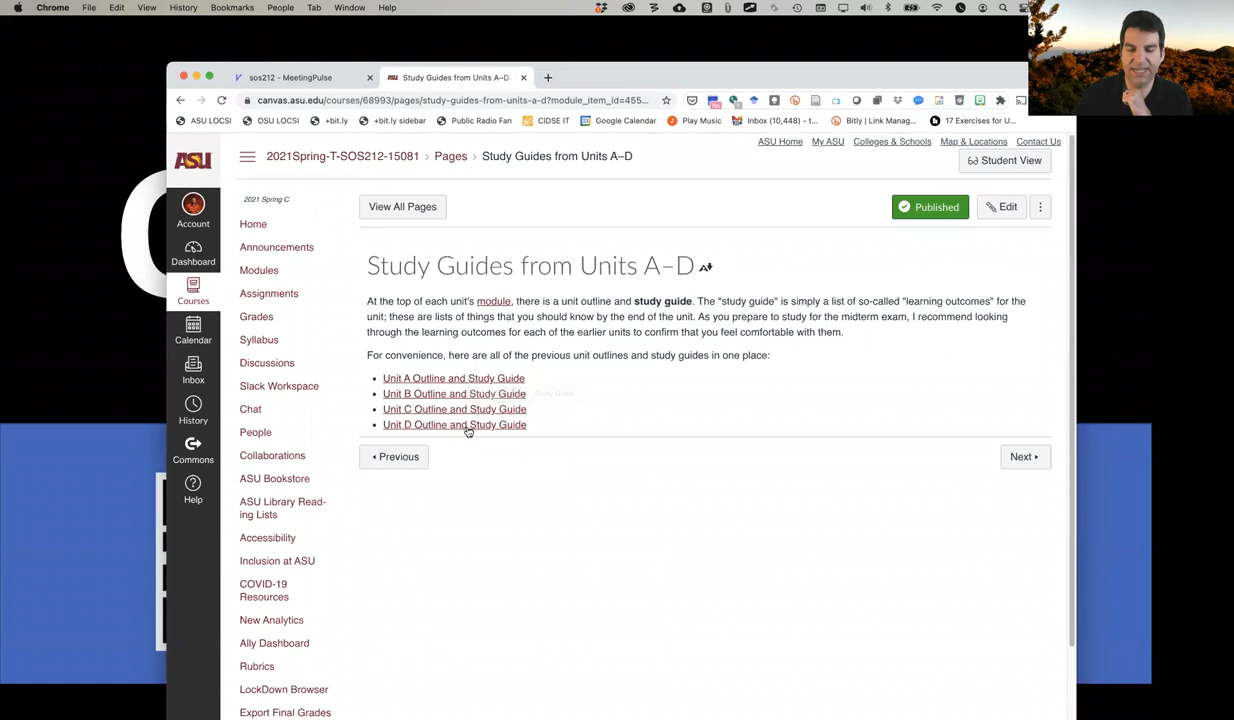 Chrome File Edit View History Bookmarks People Tab Window Help
sos212 - MeetingPulse
Study Guides from Units A–D
canvas.asu.edu/courses/68993/pages/study-guides-from-units-a-d?module_item_id=455...
ASU LOCSI OSU LOCSI +bit.ly +bit.ly sidebar Public Radio Fan CIDSE IT Google Calendar Play Music Inbox (10,448) - t... Bitly | Link Manag... 17 Exercises for U...
ASU Home My ASU Colleges & Schools Map & Locations Contact Us
ASU
2021Spring-T-SOS212-15081 › Pages › Study Guides from Units A–D
Student View
Account
Dashboard
Courses
Calendar
Inbox
History
Commons
Help
2021 Spring C
Home
Announcements
Modules
Assignments
Grades
Syllabus
Discussions
Slack Workspace
Chat
People
Collaborations
ASU Bookstore
ASU Library Read-
ing Lists
Accessibility
Inclusion at ASU
COVID-19
Resources
New Analytics
Ally Dashboard
Rubrics
LockDown Browser
Export Final Grades
View All Pages
Published
Edit
Study Guides from Units A–D
At the top of each unit's module, there is a unit outline and study guide. The "study guide" is simply a list of so-called "learning outcomes" for the
unit; these are lists of things that you should know by the end of the unit. As you prepare to study for the midterm exam, I recommend looking
through the learning outcomes for each of the earlier units to confirm that you feel comfortable with them.
For convenience, here are all of the previous unit outlines and study guides in one place:
Unit A Outline and Study Guide
Unit B Outline and Study Guide
Unit C Outline and Study Guide
Unit D Outline and Study Guide
Previous
Next